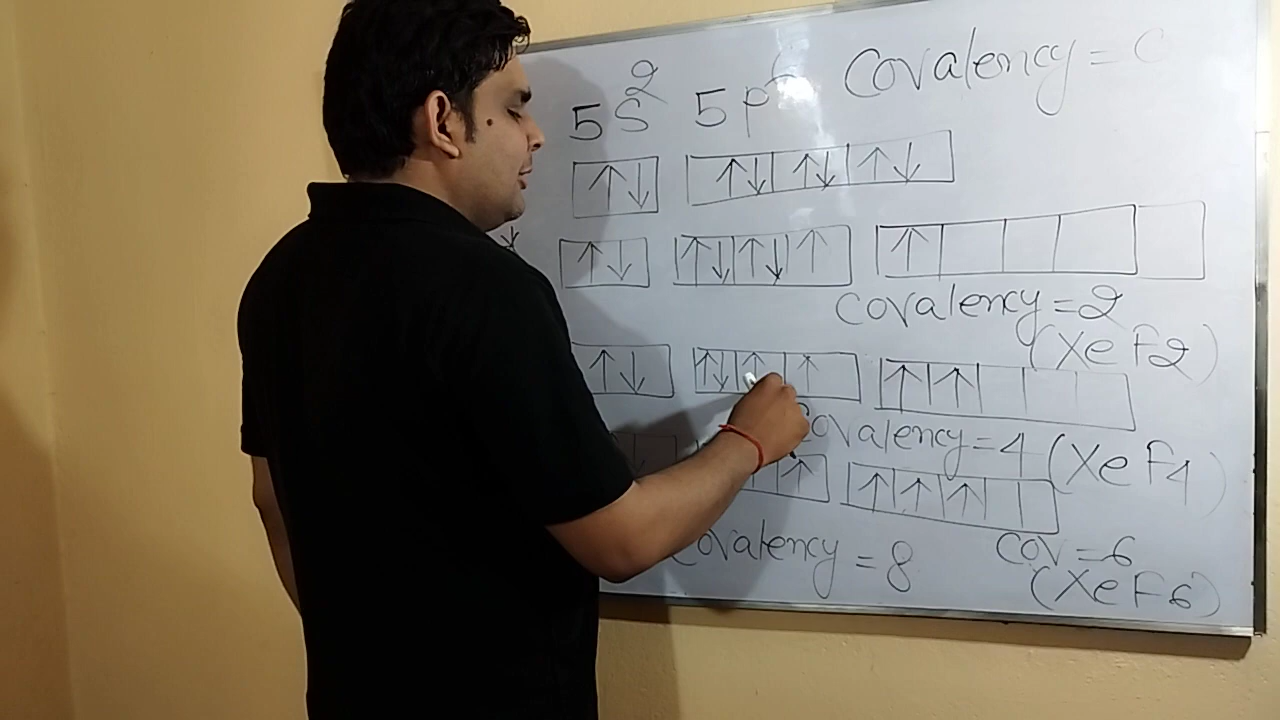 5s² 5p⁶ Covalency = 0
↑↓ ↑↓ ↑↓ ↑↓
* ↑↓ ↑↓ ↑↓ ↑ ↑
Covalency = 2
(XeF2)
↑↓ ↑↓ ↑ ↑ ↑ ↑
Covalency = 4 (XeF4)
↑ ↑ ↑ ↑
Covalency = 8 Cov = 6
(XeF6)